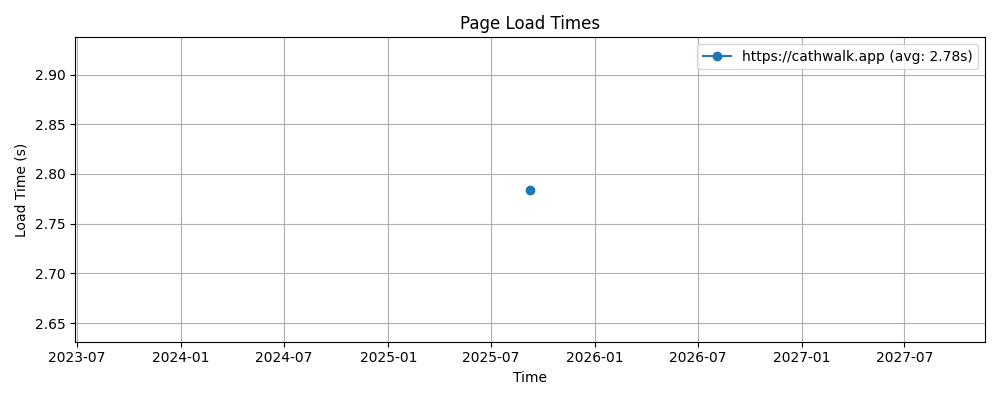 Page Load Times
https://cathwalk.app (avg: 2.78s)
Load Time (s)
2.90
2.85
2.80
2.75
2.70
2.65
2023-07 2024-01 2024-07 2025-01 2025-07 2026-01 2026-07 2027-01 2027-07
Time